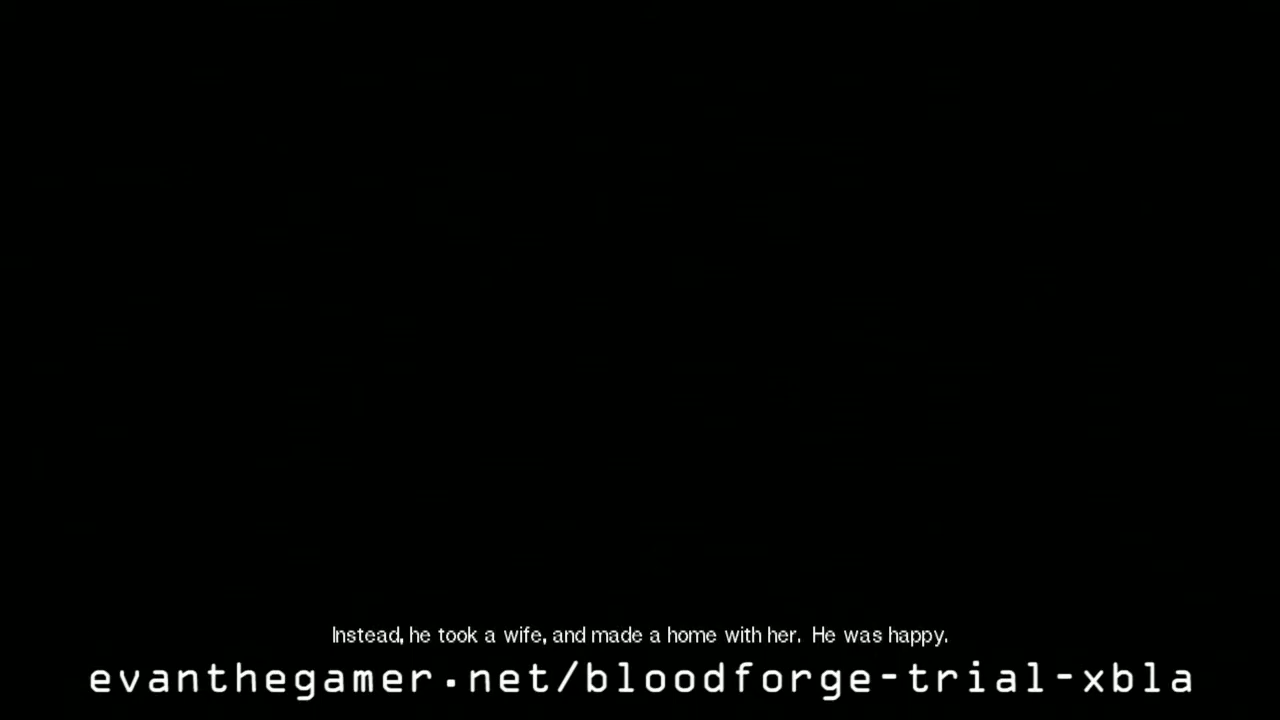 Instead, he took a wife, and made a home with her.  He was happy.
evanthegamer.net/bloodforge-trial-xbla